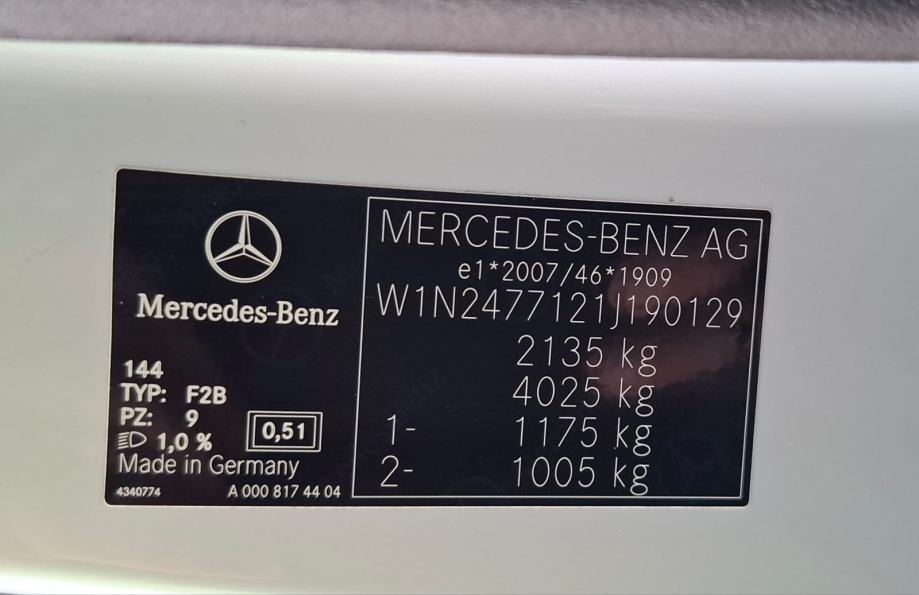 Mercedes-Benz
144
TYP: F2B
PZ: 9
1,0 %
0,51
Made in Germany
4340774
A 000 817 44 04
MERCEDES-BENZ AG
e1*2007/46*1909
W1N2477121J190129
2135 kg
4025 kg
1- 1175 kg
2- 1005 kg